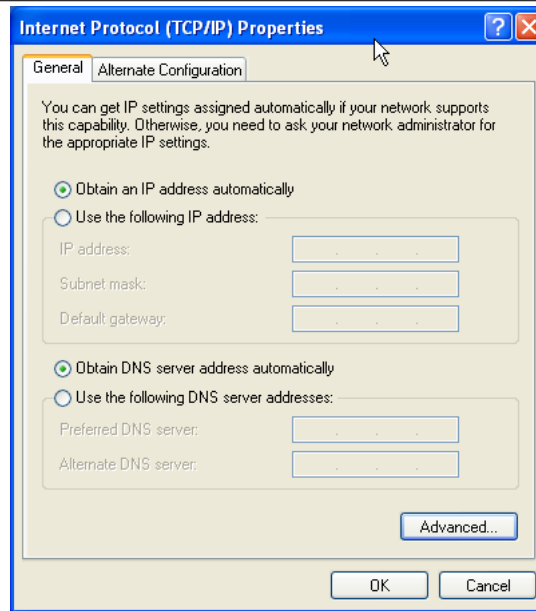 Internet Protocol (TCP/IP) Properties
General
Alternate Configuration
You can get IP settings assigned automatically if your network supports
this capability. Otherwise, you need to ask your network administrator for
the appropriate IP settings.
Obtain an IP address automatically
Use the following IP address:
IP address:
Subnet mask:
Default gateway:
Obtain DNS server address automatically
Use the following DNS server addresses:
Preferred DNS server:
Alternate DNS server:
Advanced...
OK
Cancel